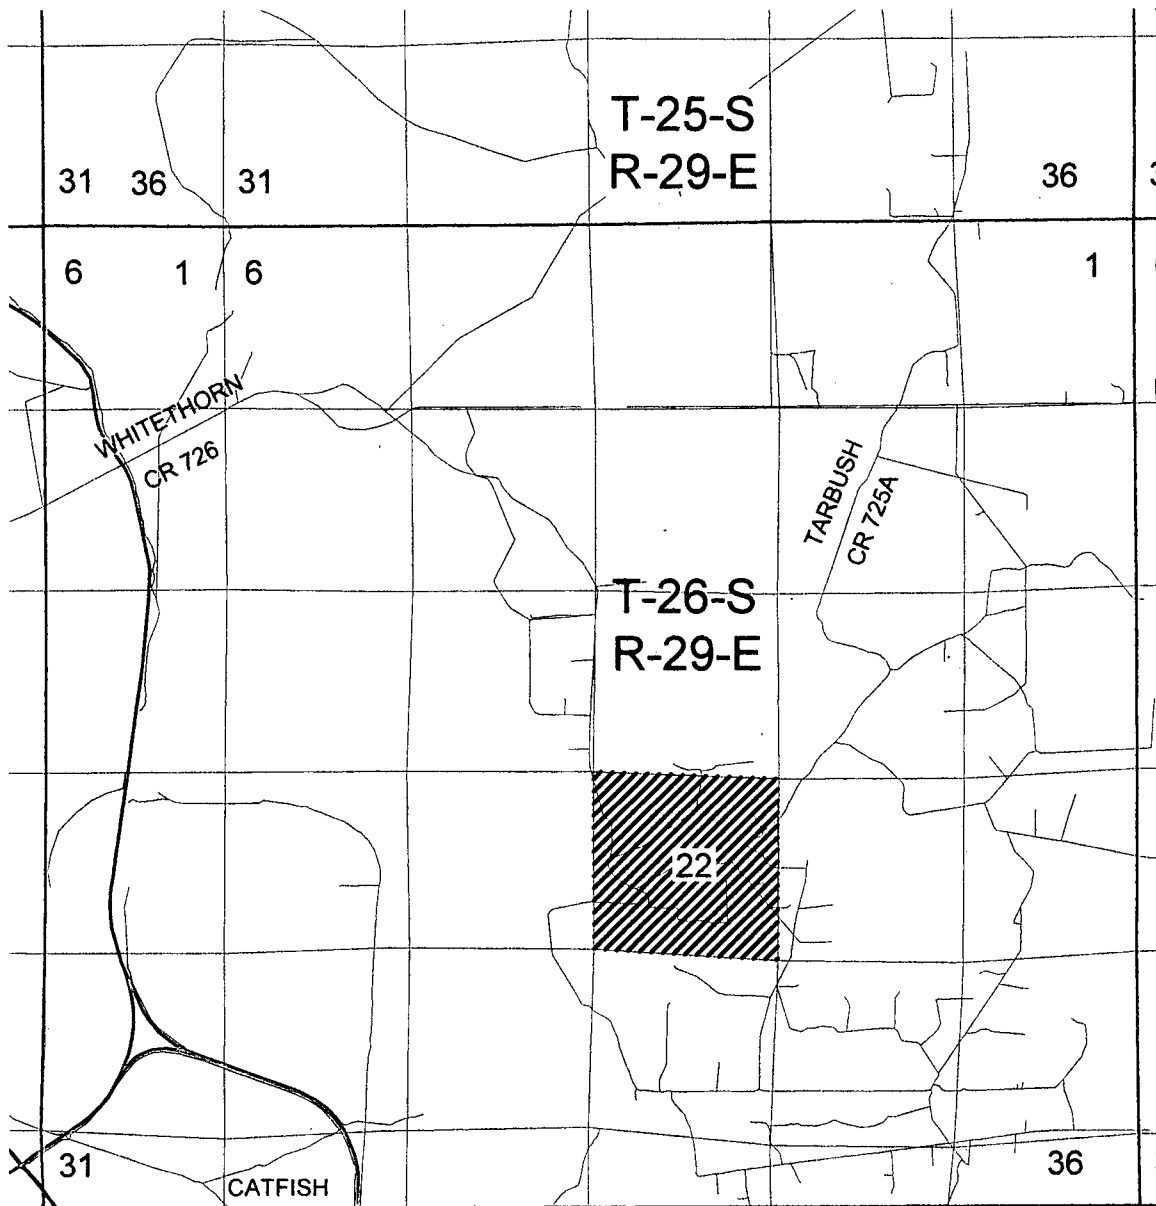 T-25-S
R-29-E
31 36 31 36
6 1 6 1
WHITETHORN
CR 726
TARBUSH
CR 725A
T-26-S
R-29-E
22
31 36
CATFISH